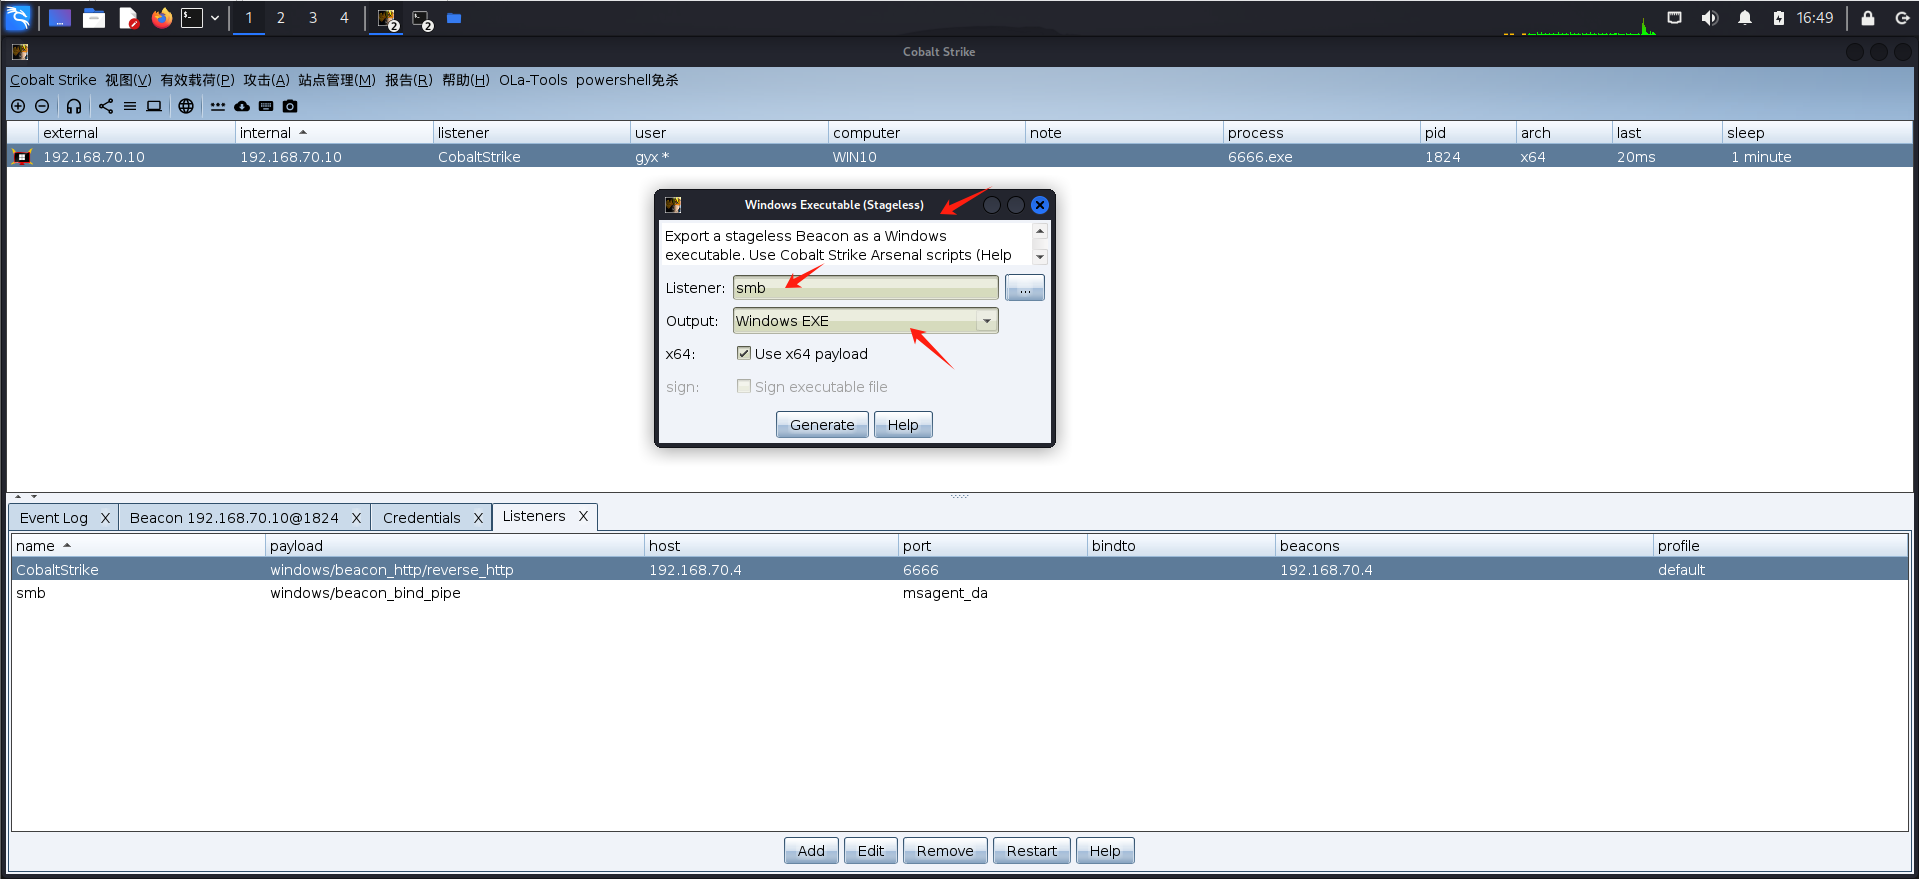 1 2 3 4 2 2 16:49
Cobalt Strike
Cobalt Strike 视图(V) 有效载荷(P) 攻击(A) 站点管理(M) 报告(R) 帮助(H) OLa-Tools powershell免杀
external internal listener user computer note process pid arch last sleep
192.168.70.10 192.168.70.10 CobaltStrike gyx * WIN10 6666.exe 1824 x64 20ms 1 minute
Windows Executable (Stageless)
Export a stageless Beacon as a Windows
executable. Use Cobalt Strike Arsenal scripts (Help
Listener: smb ...
Output: Windows EXE
x64: Use x64 payload
sign: Sign executable file
Generate Help
Event Log X Beacon 192.168.70.10@1824 X Credentials X Listeners X
name payload host port bindto beacons profile
CobaltStrike windows/beacon_http/reverse_http 192.168.70.4 6666 192.168.70.4 default
smb windows/beacon_bind_pipe msagent_da
Add Edit Remove Restart Help